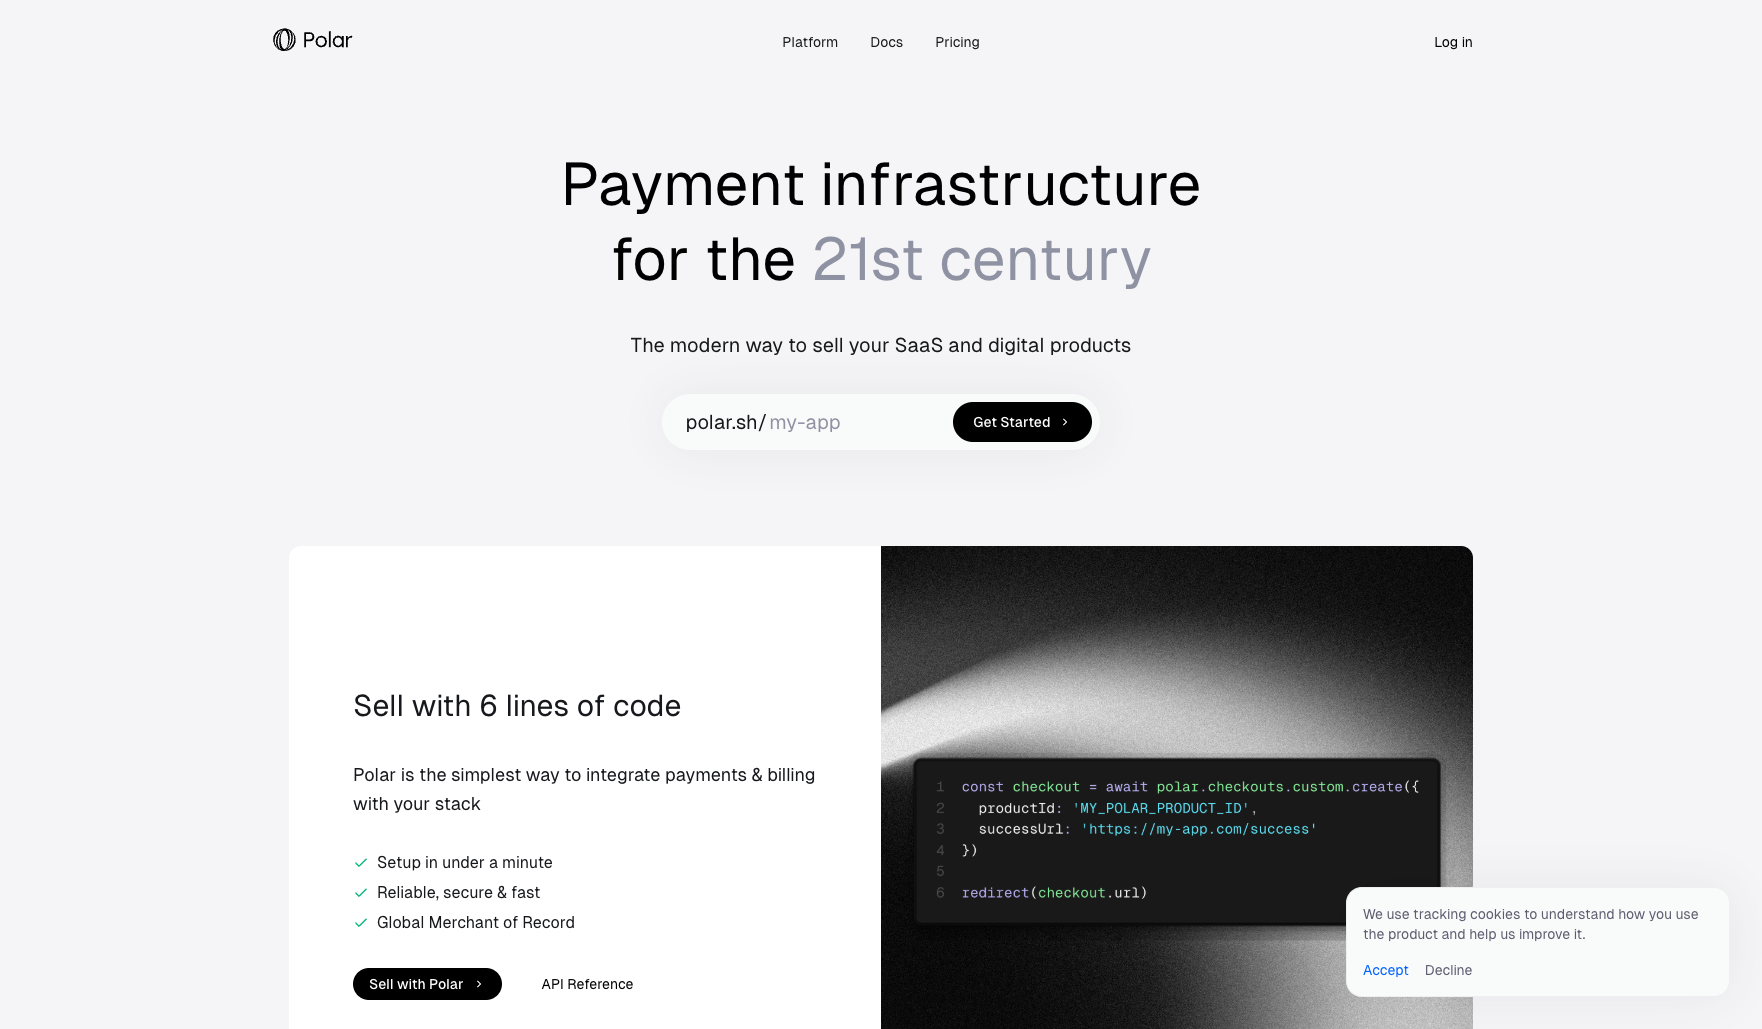 Polar
Platform
Docs
Pricing
Log in
Payment infrastructure
for the 21st century
The modern way to sell your SaaS and digital products
polar.sh/my-app
Get Started
Sell with 6 lines of code
Polar is the simplest way to integrate payments & billing
with your stack
Setup in under a minute
Reliable, secure & fast
Global Merchant of Record
Sell with Polar
API Reference
1 const checkout = await polar.checkouts.custom.create({
2 productId: 'MY_POLAR_PRODUCT_ID',
3 successUrl: 'https://my-app.com/success'
4 })
5
6 redirect(checkout.url)
We use tracking cookies to understand how you use
the product and help us improve it.
Accept
Decline